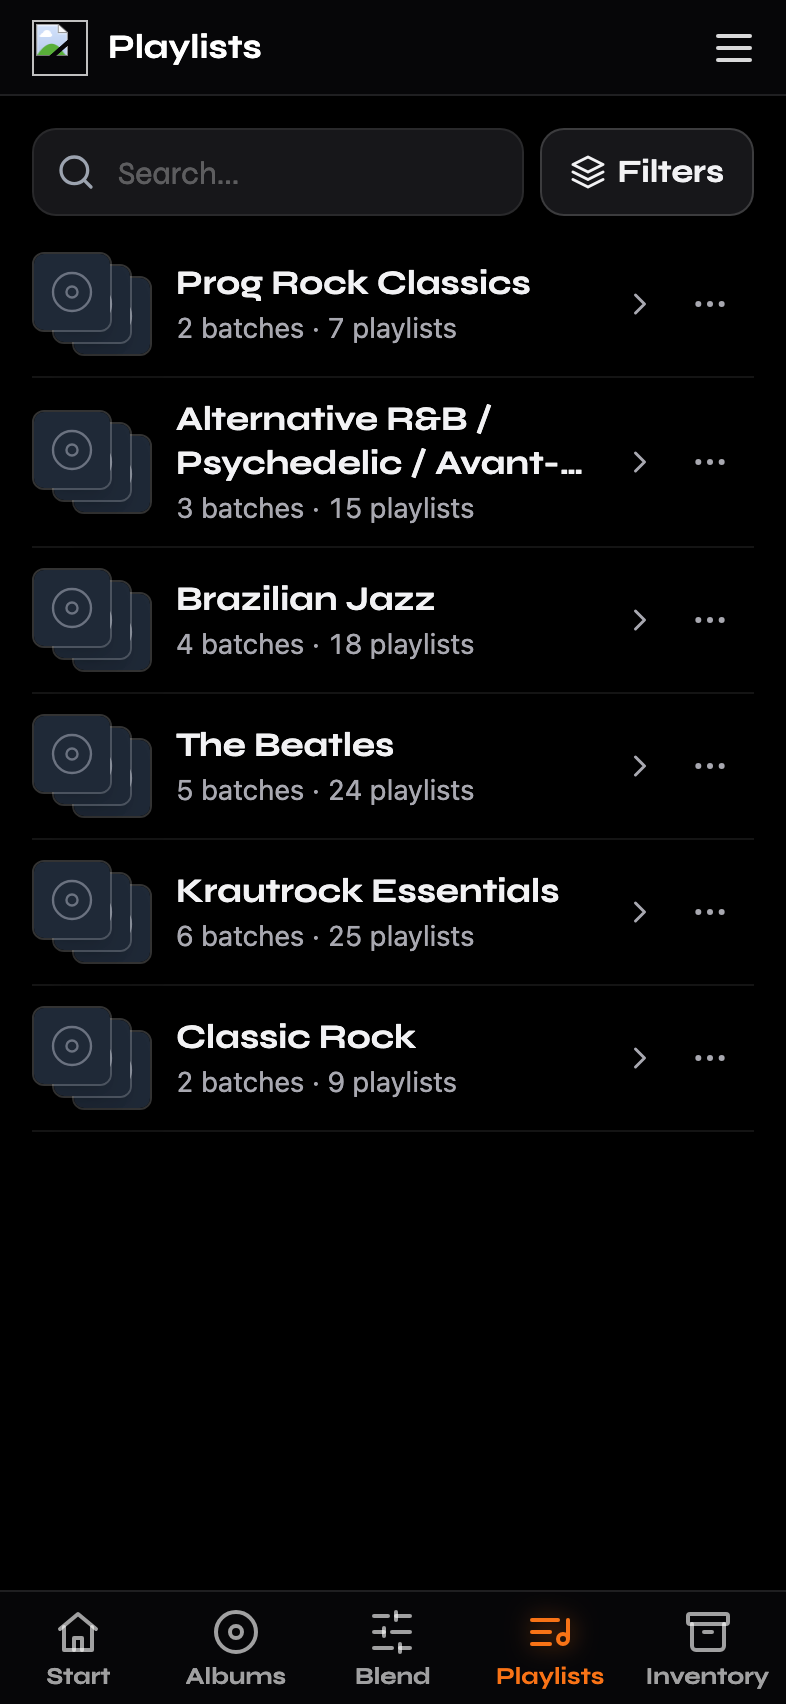 Playlists
Search...
Filters
Prog Rock Classics
2 batches · 7 playlists
Alternative R&B /
Psychedelic / Avant-...
3 batches · 15 playlists
Brazilian Jazz
4 batches · 18 playlists
The Beatles
5 batches · 24 playlists
Krautrock Essentials
6 batches · 25 playlists
Classic Rock
2 batches · 9 playlists
Start
Albums
Blend
Playlists
Inventory